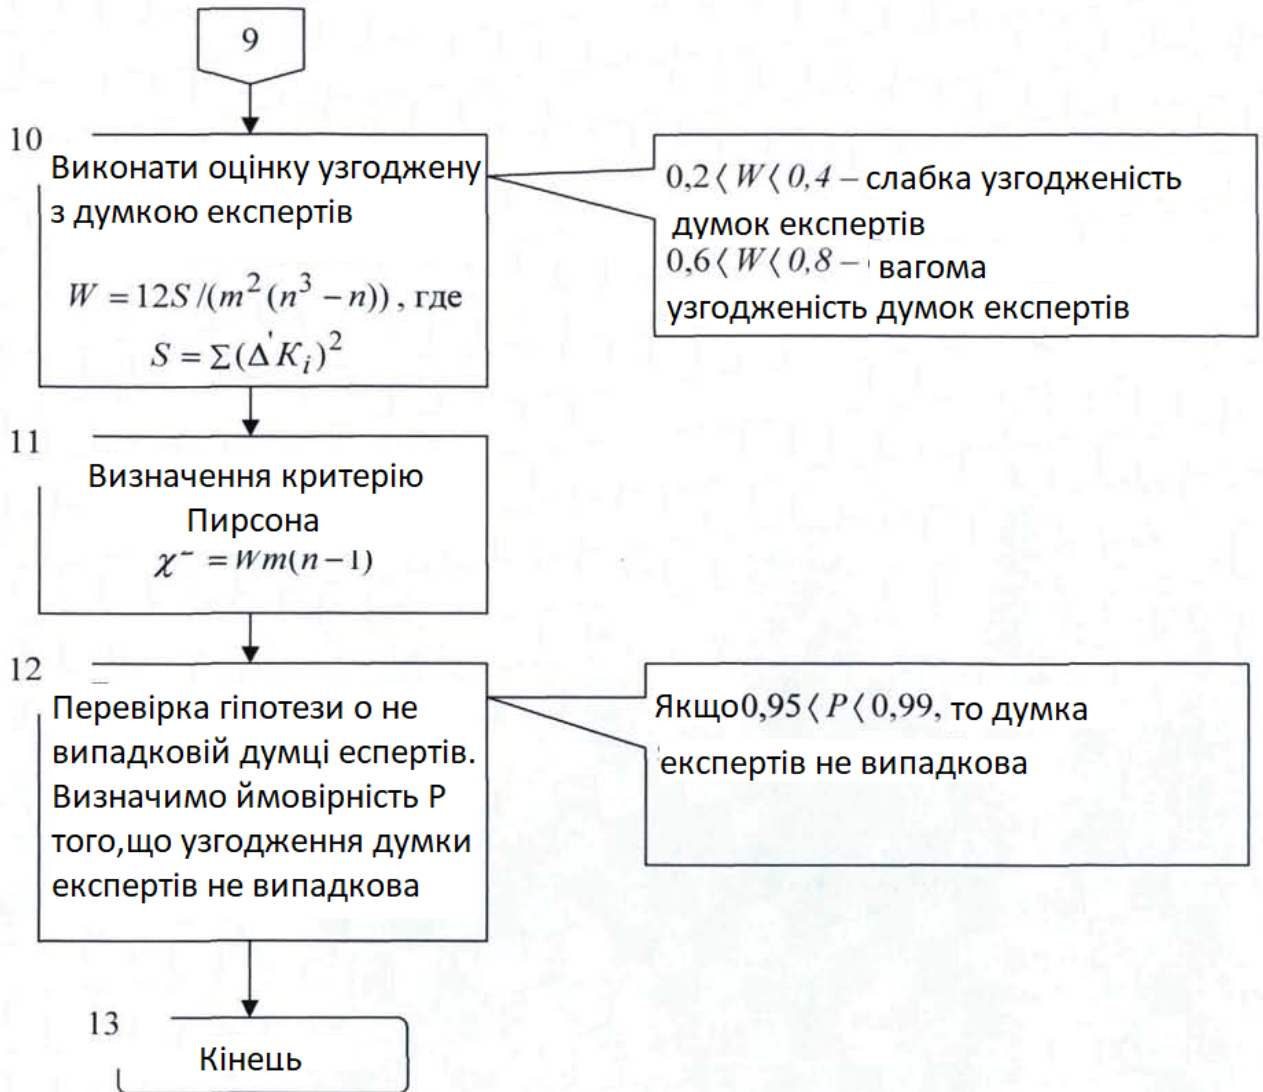 9
10
Виконати оцінку узгоджену
з думкою експертів
W = 12S/(m²(n³ − n)), где
S = Σ(Δ'Kᵢ)²
0,2⟨W⟨0,4 – слабка узгодженість
думок експертів
0,6⟨W⟨0,8 – вагома
узгодженість думок експертів
11
Визначення критерію
Пирсона
= Wm(n−1)
12
Перевірка гіпотези о не
випадковій думці еспертів.
Визначимо ймовірність Р
того,що узгодження думки
експертів не випадкова
Якщо 0,95⟨P⟨0,99, то думка
експертів не випадкова
13
Кінець